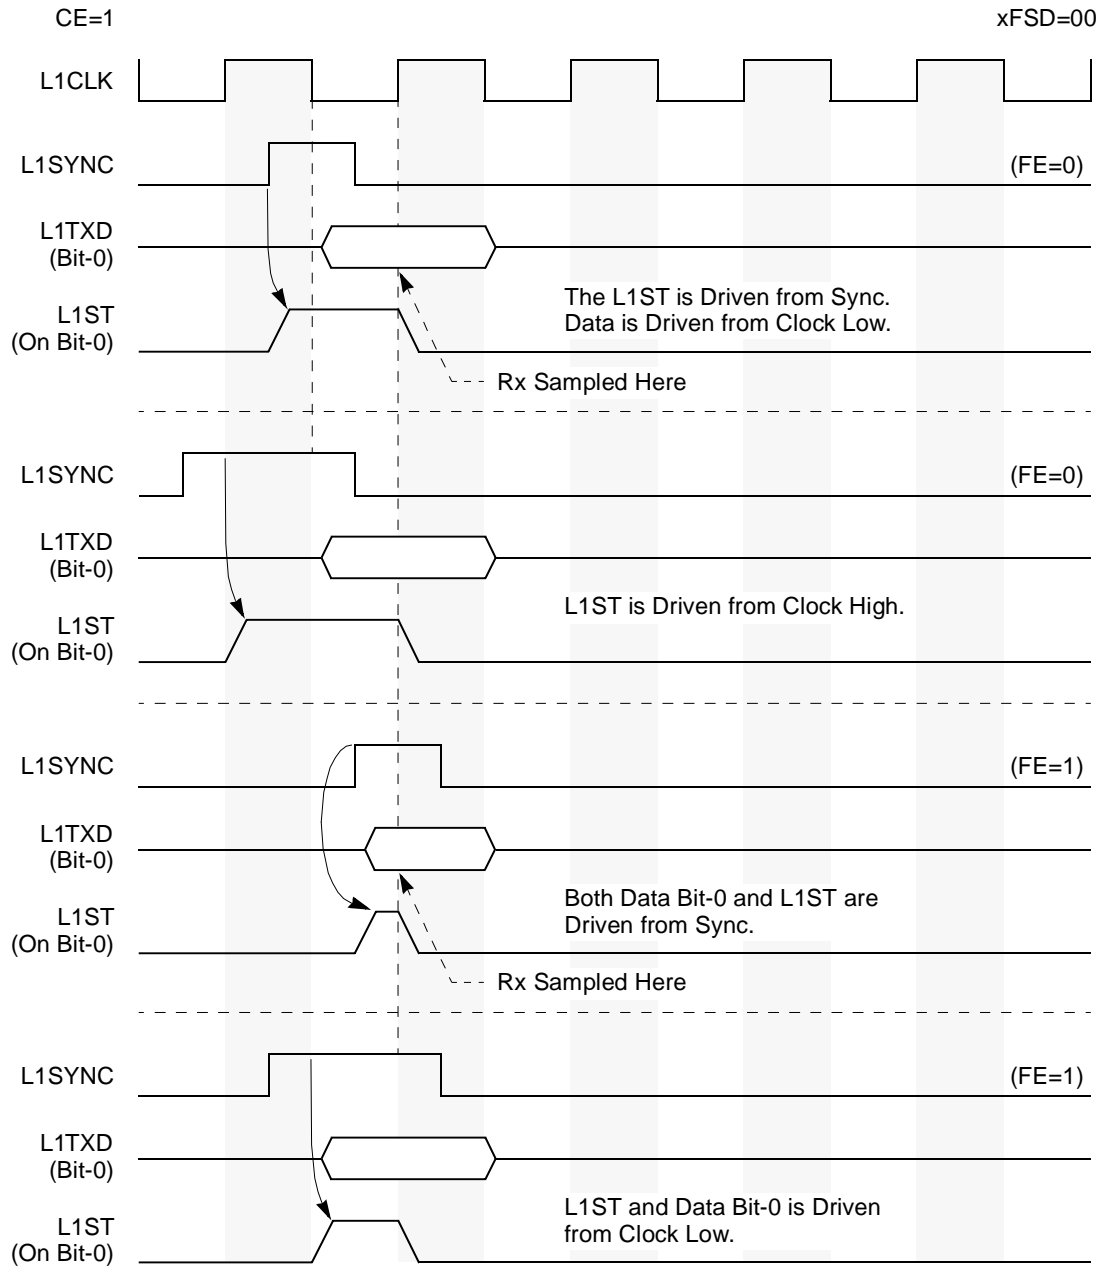 CE=1
xFSD=00
L1CLK
L1SYNC
(FE=0)
L1TXD
(Bit-0)
The L1ST is Driven from Sync.
Data is Driven from Clock Low.
L1ST
(On Bit-0)
Rx Sampled Here
L1SYNC
(FE=0)
L1TXD
(Bit-0)
L1ST is Driven from Clock High.
L1ST
(On Bit-0)
L1SYNC
(FE=1)
L1TXD
(Bit-0)
Both Data Bit-0 and L1ST are
Driven from Sync.
L1ST
(On Bit-0)
Rx Sampled Here
L1SYNC
(FE=1)
L1TXD
(Bit-0)
L1ST and Data Bit-0 is Driven
from Clock Low.
L1ST
(On Bit-0)